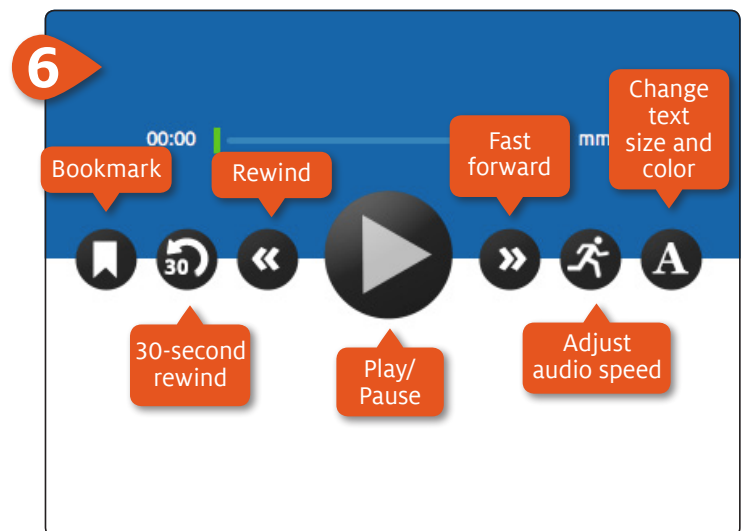 6
Change
text
size and
color
00:00
mm
Fast
forward
Bookmark
Rewind
30
A
30-second
rewind
Play/
Pause
Adjust
audio speed